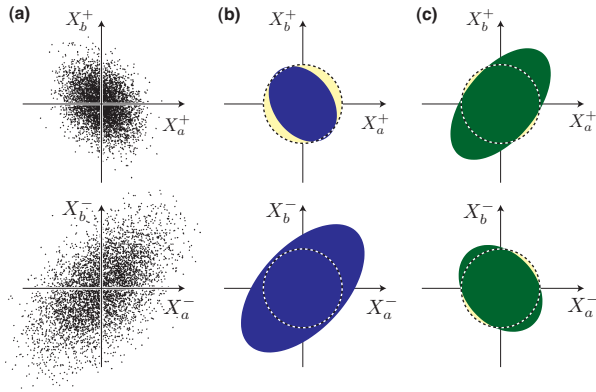 (a) (b) (c)
X_b^+ X_b^+ X_b^+
X_a^+ X_a^+ X_a^+
X_b^- X_b^- X_b^-
X_a^- X_a^- X_a^-